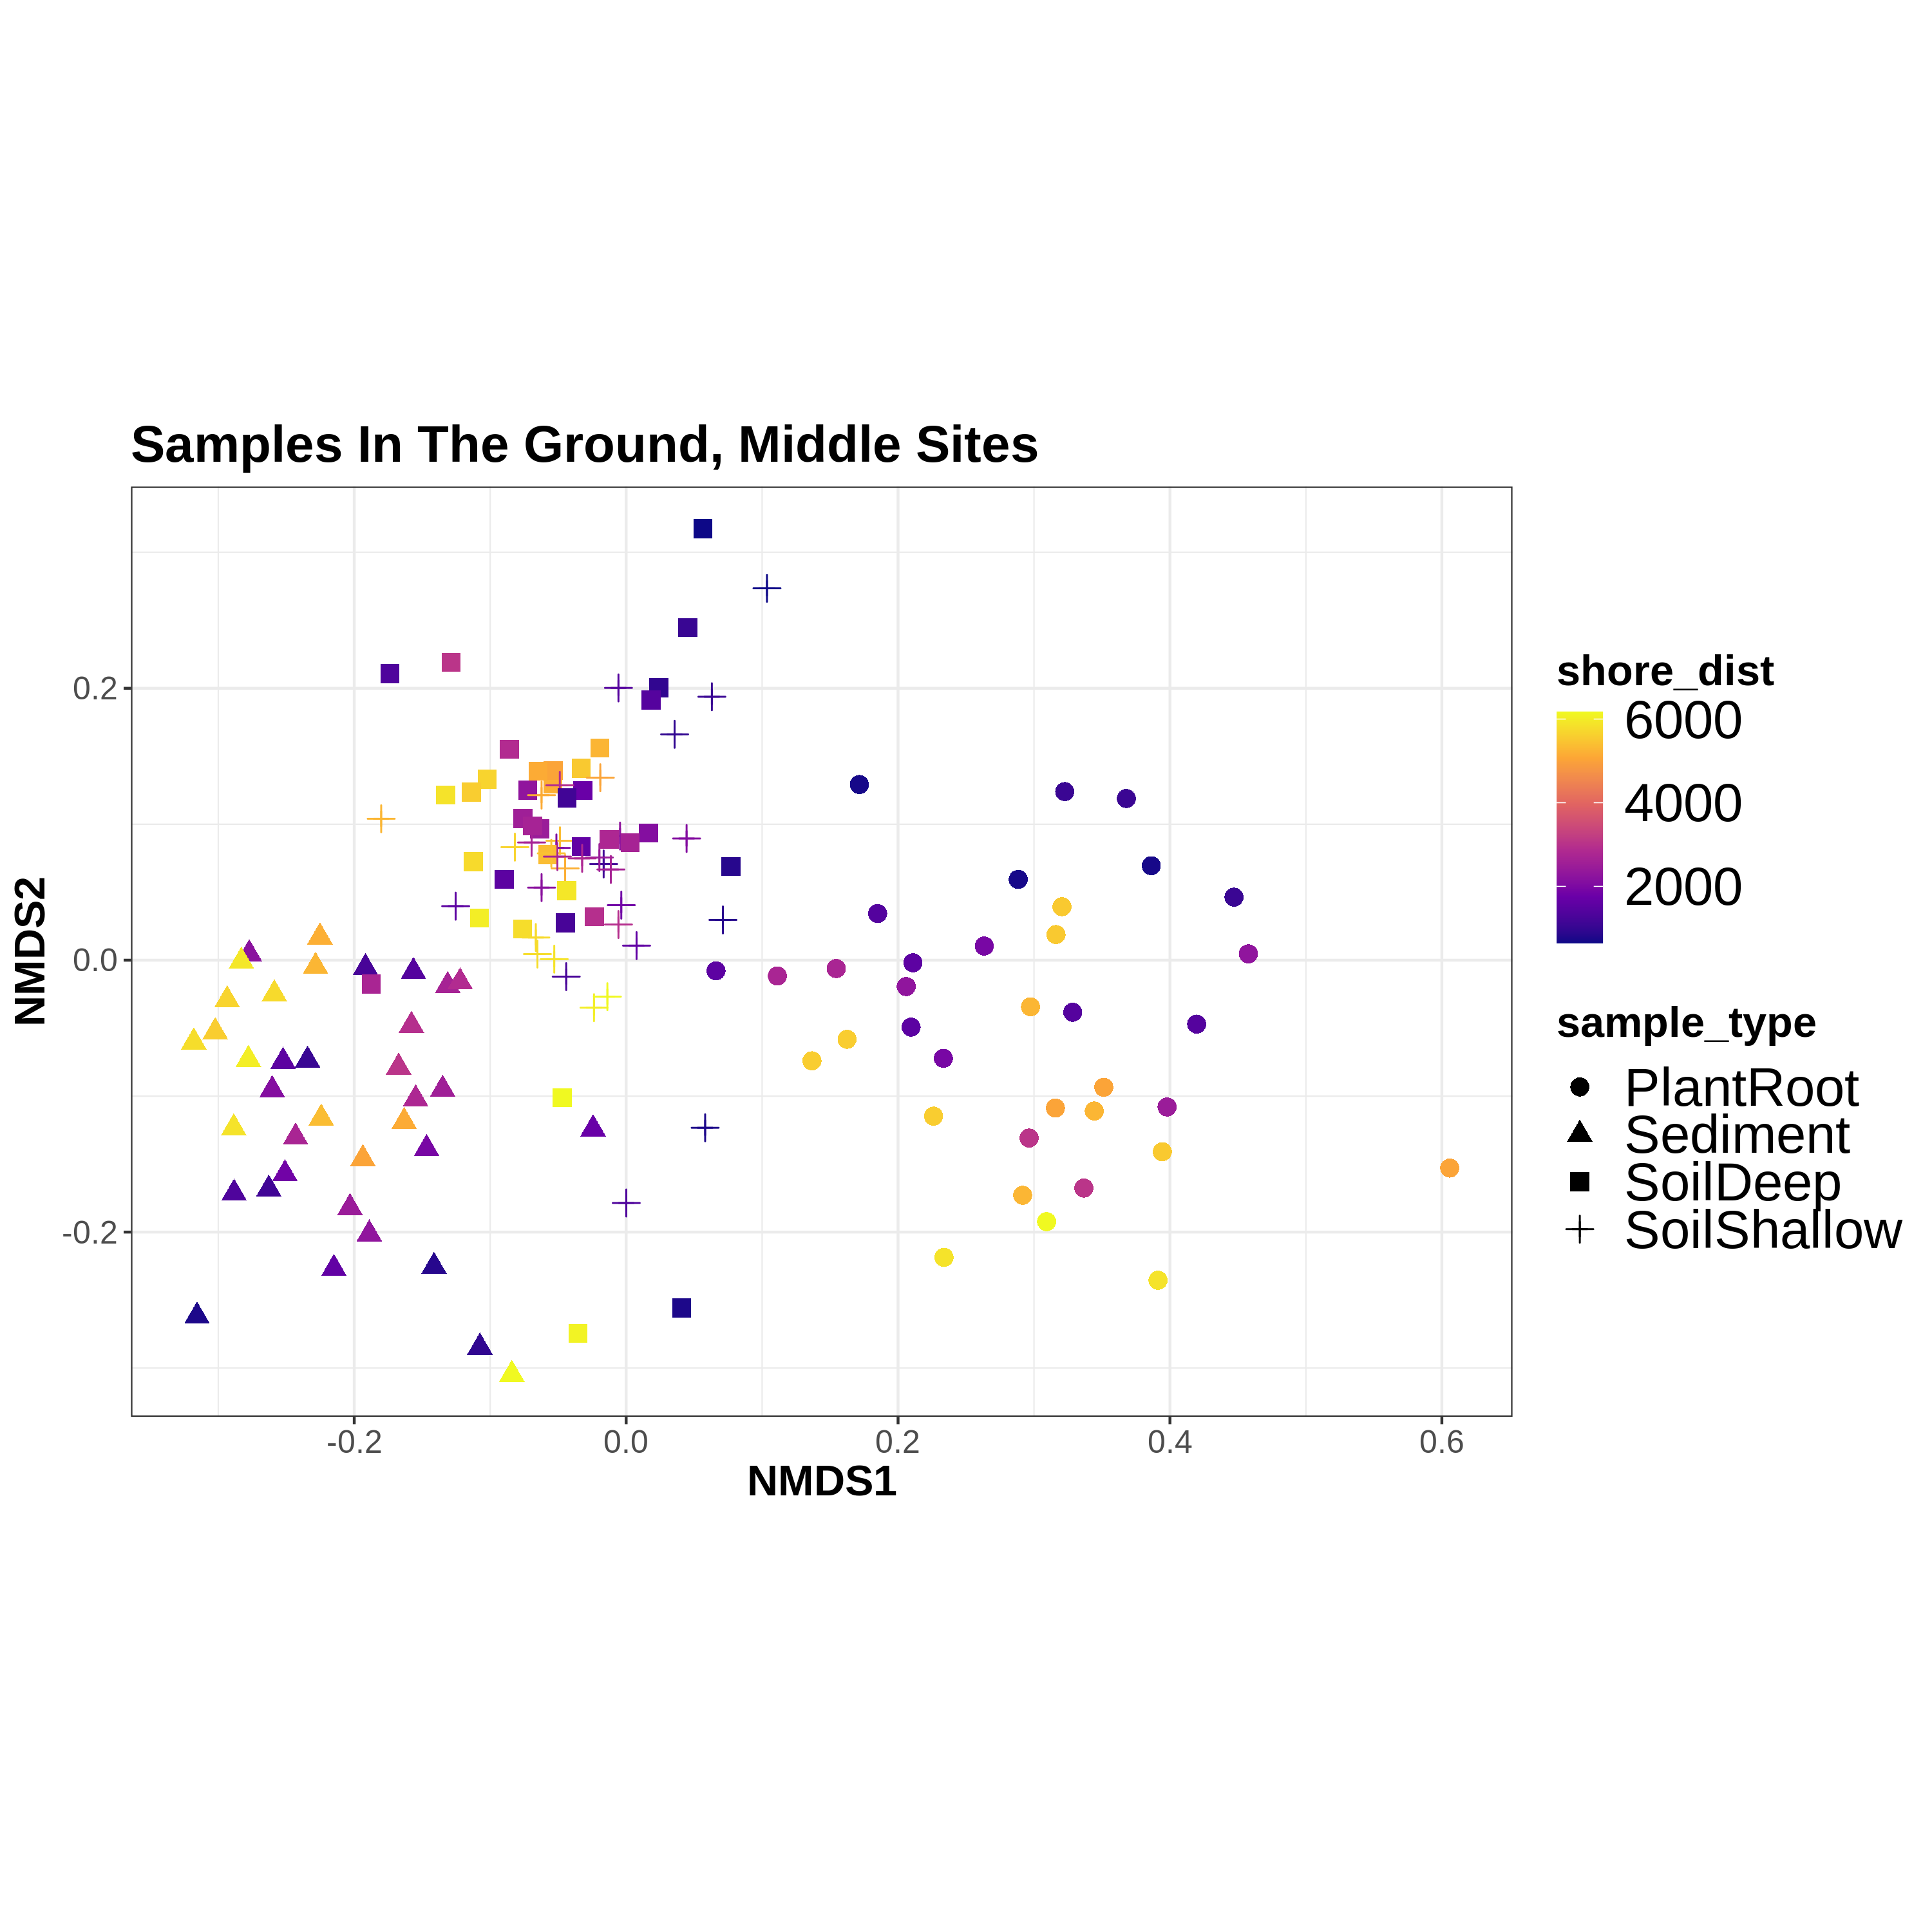 Samples In The Ground, Middle Sites
NMDS2
0.2
0.0
-0.2
-0.2
0.0
0.2
0.4
0.6
NMDS1
shore_dist
6000
4000
2000
sample_type
PlantRoot
Sediment
SoilDeep
SoilShallow